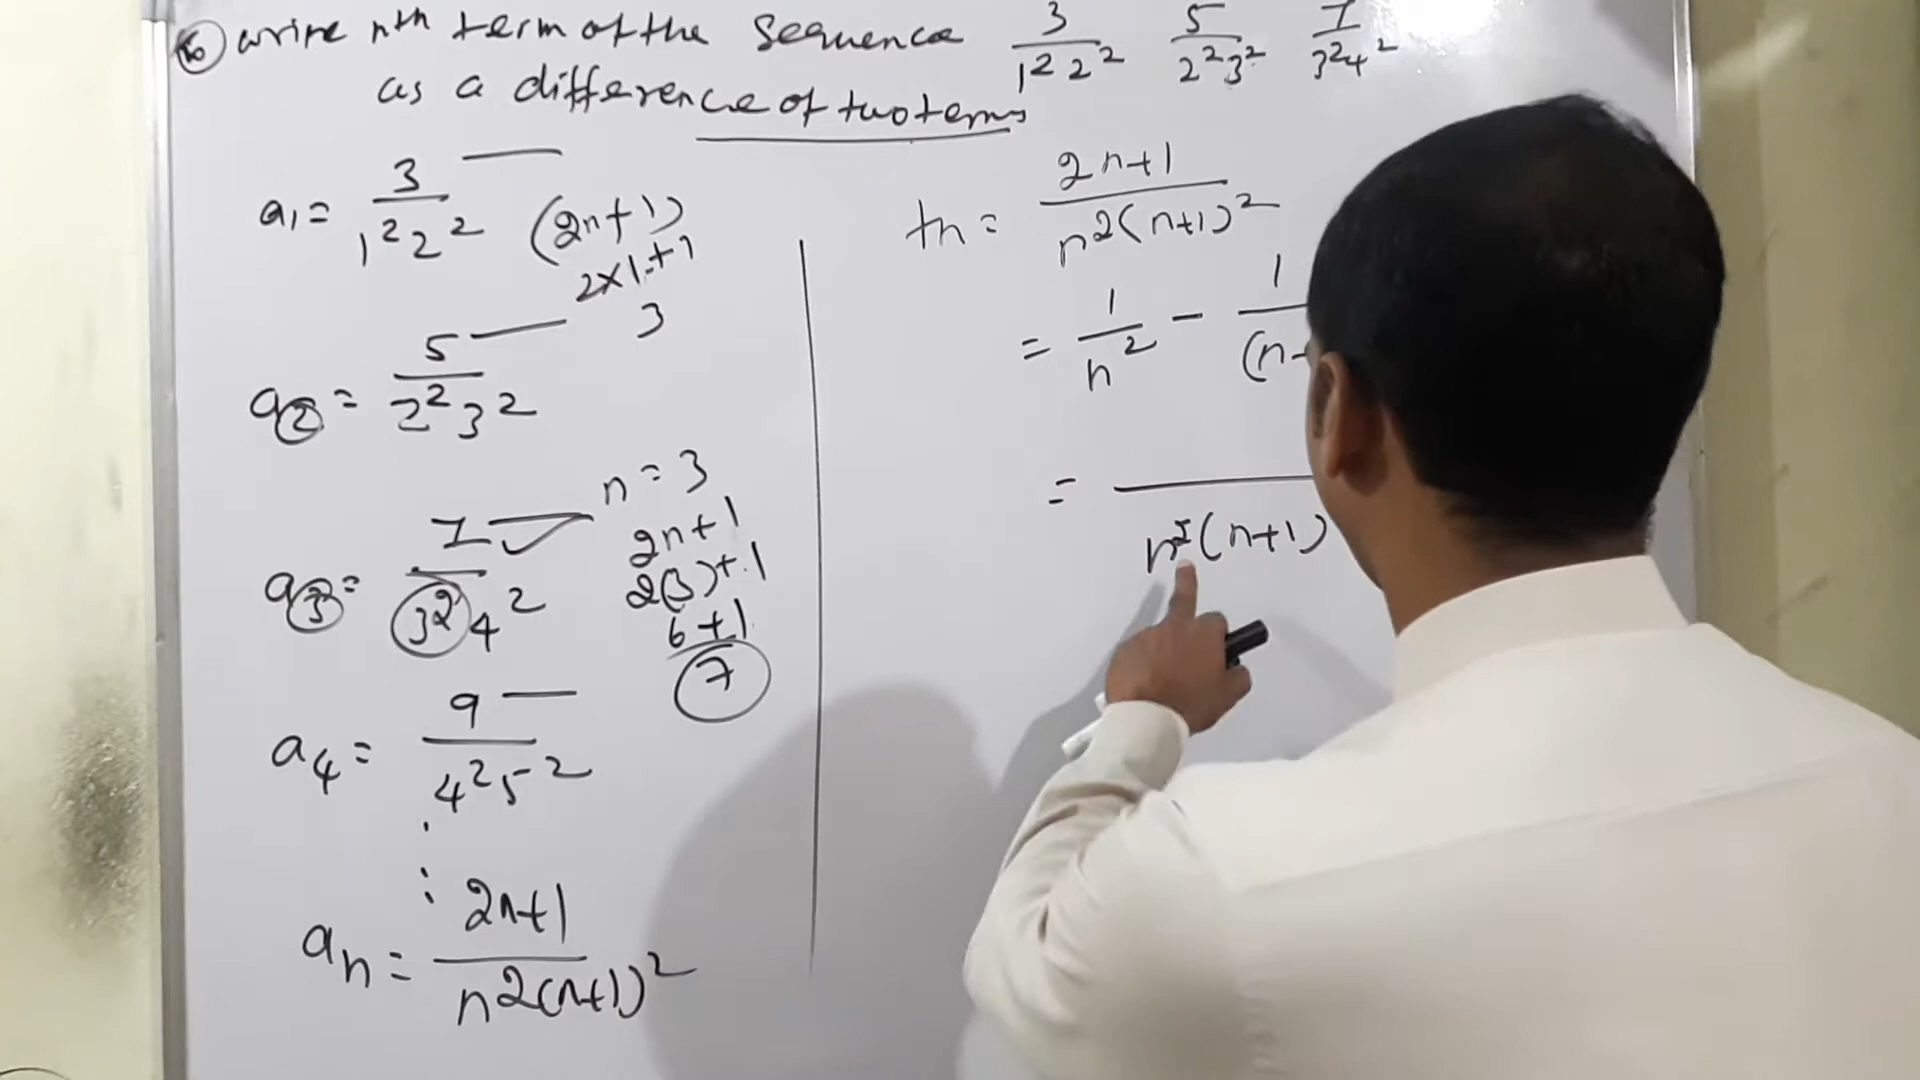 ⑯ write nth term of the sequence 3/1²2² 5/2²3² 7/3²4²
as a difference of two terms
a₁ = 3/1²2² (2n+1)
2×1+1
3
a₂ = 5/2²3²
a₃ = 7/3²4² n = 3
2n+1
2(3)+1
6+1
7
a₄ = 9/4²5²
⋮
aₙ = 2n+1/n²(n+1)²
tn = 2n+1/n²(n+1)²
= 1/n² - 1/(n
= /n²(n+1)